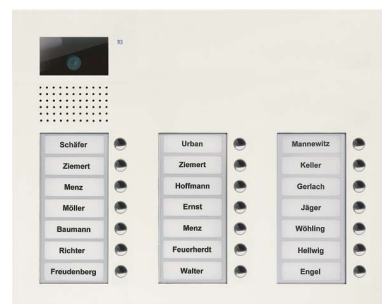 Schäfer
Ziemert
Menz
Möller
Baumann
Richter
Freudenberg
Urban
Ziemert
Hoffmann
Ernst
Menz
Feuerherdt
Walter
Mannewitz
Keller
Gerlach
Jäger
Wöhling
Hellwig
Engel